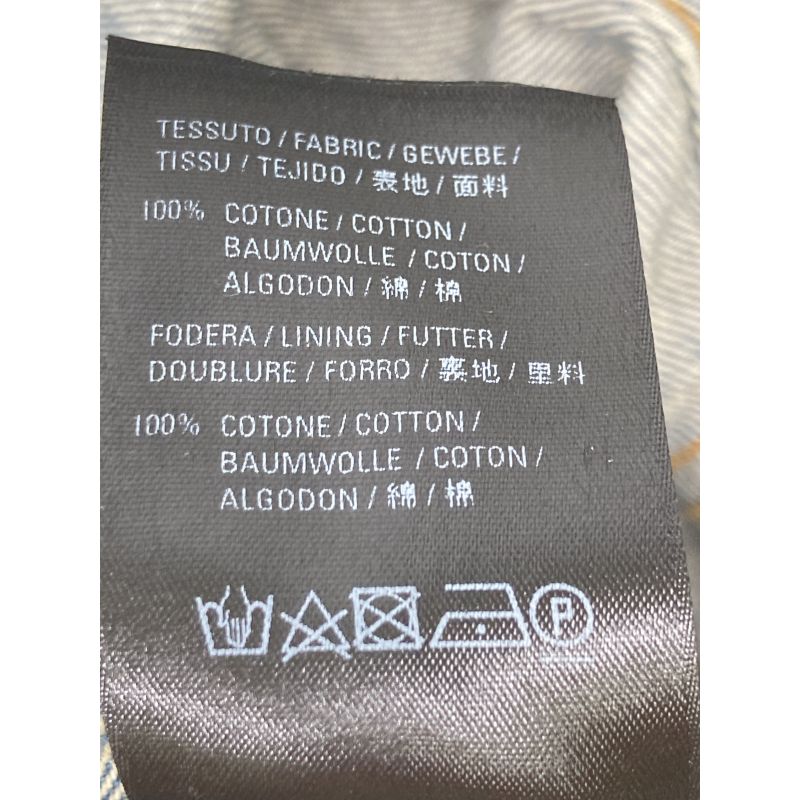 TESSUTO / FABRIC / GEWEBE /
TISSU / TEJIDO / 表地 / 面料
100% COTONE / COTTON /
BAUMWOLLE / COTON /
ALGODON / 綿 / 棉
FODERA / LINING / FUTTER /
DOUBLURE / FORRO / 裏地 / 里料
100% COTONE / COTTON /
BAUMWOLLE / COTON /
ALGODON / 綿 / 棉
P